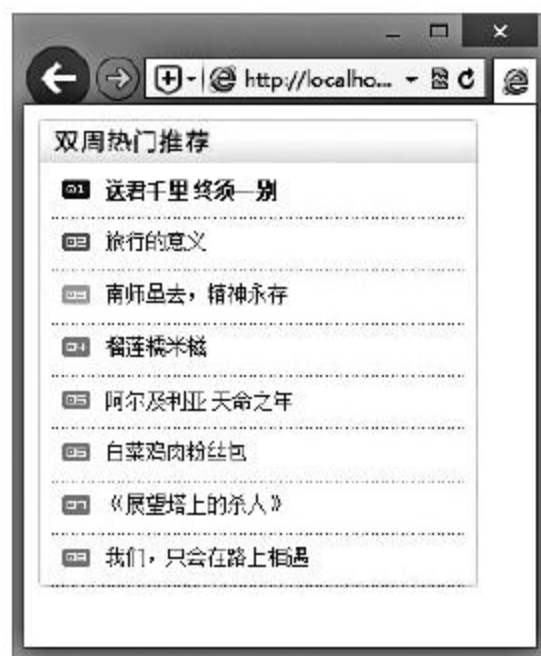 http://localho...
双周热门推荐
01 送君千里 终须一别
02 旅行的意义
03 南师虽去，精神永存
04 榴莲糯米糍
05 阿尔及利亚 天命之年
06 白菜鸡肉粉丝包
07 《展望塔上的杀人》
08 我们，只会在路上相遇